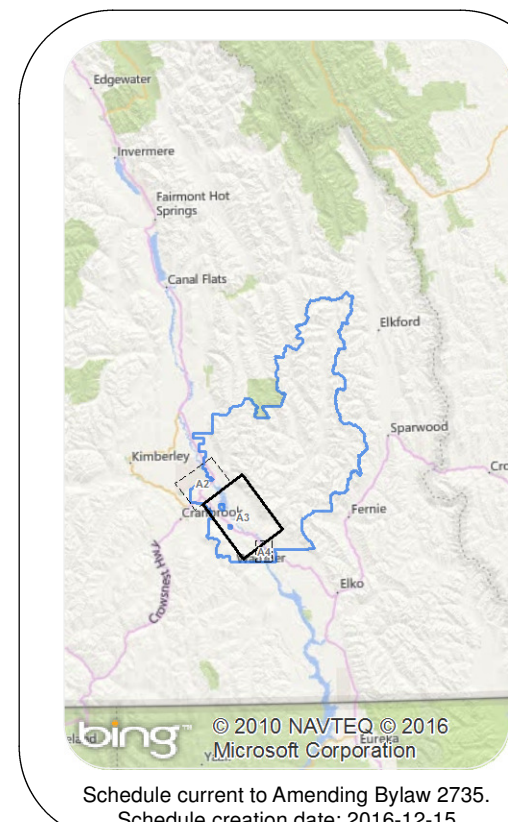 Edgewater
Invermere
Fairmont Hot
Springs
Canal Flats
Elkford
Sparwood
Kimberley
A2
Cranbrook
A3
Fernie
A4
Elko
Crowsnest Hwy
Eureka
bing
© 2010 NAVTEQ © 2016
Microsoft Corporation
Schedule current to Amending Bylaw 2735.
Schedule creation date: 2016-12-15